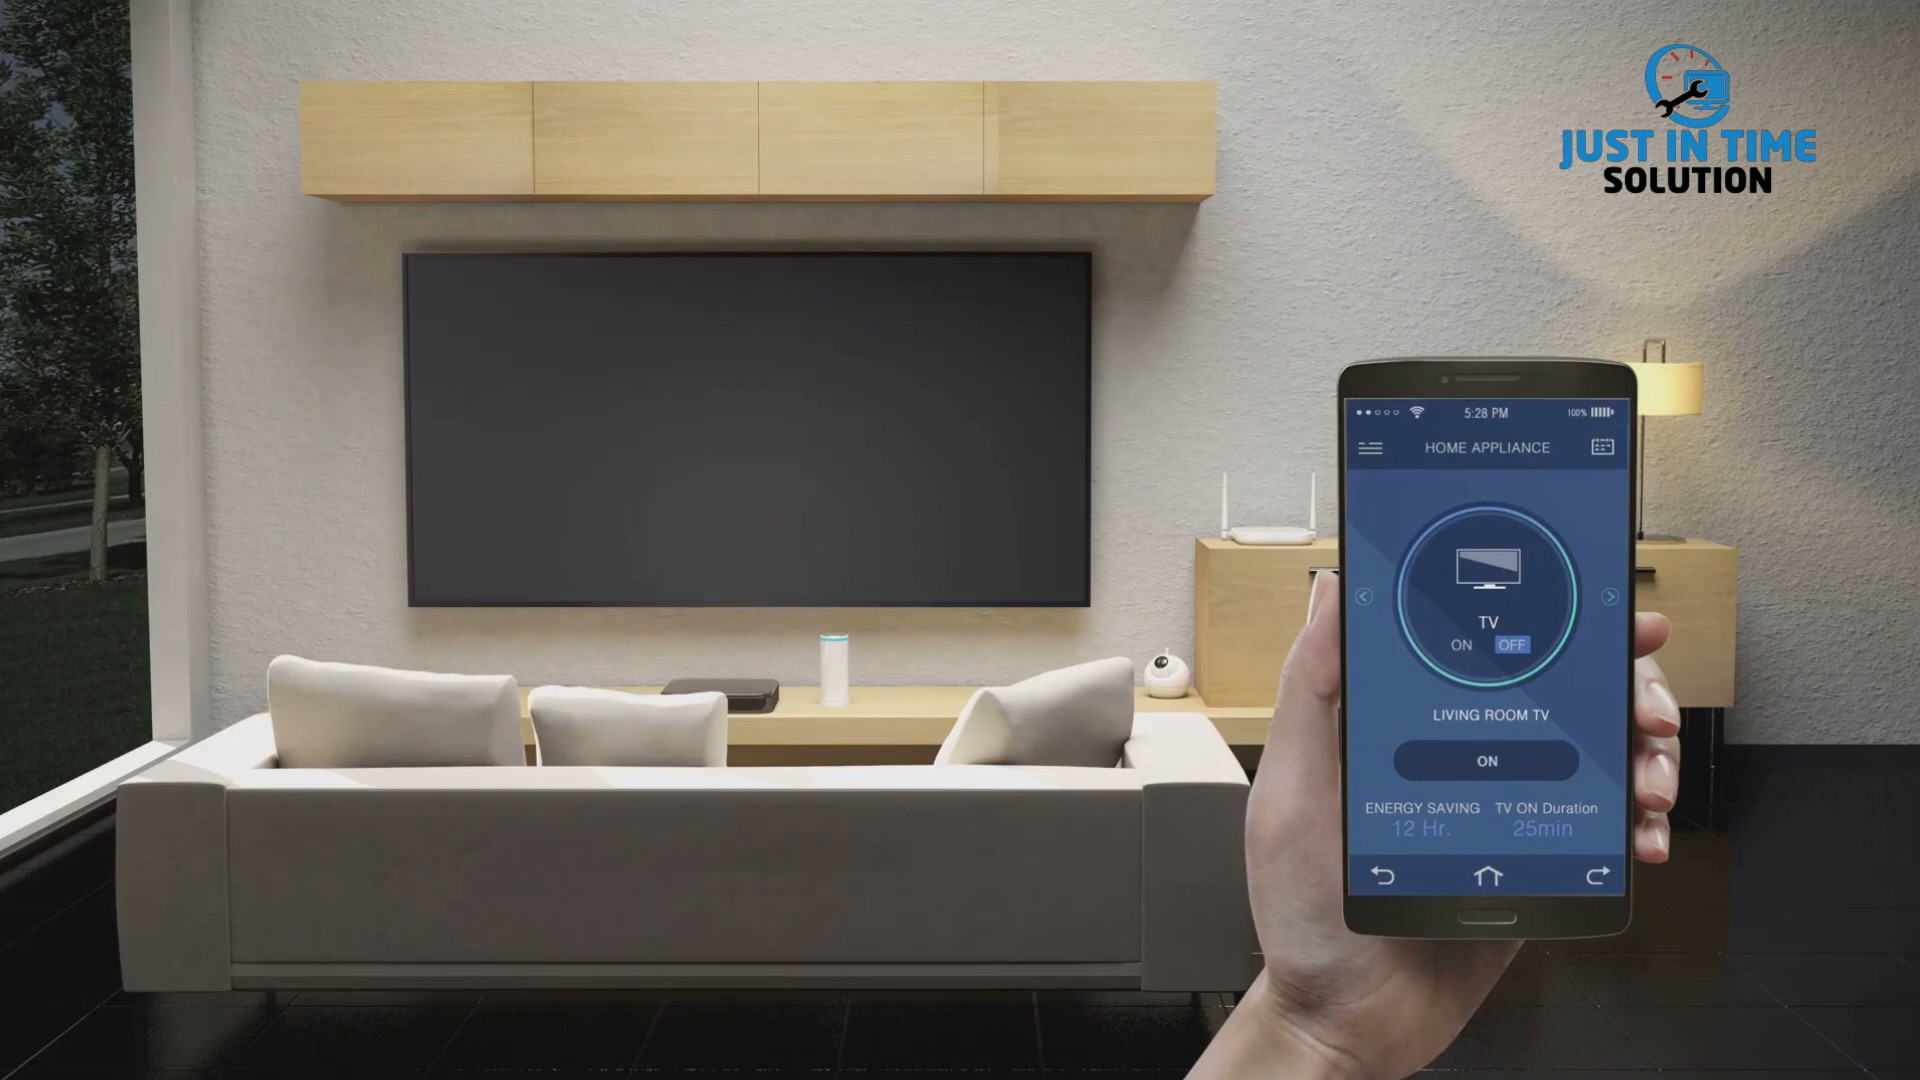 JUST IN TIME
SOLUTION
5:28 PM
100%
HOME APPLIANCE
TV
ON OFF
LIVING ROOM TV
ON
ENERGY SAVING TV ON Duration
12 Hr. 25min